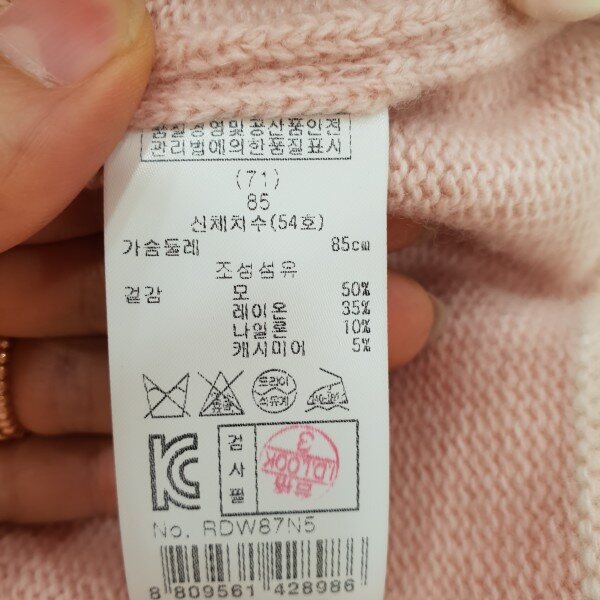 품질경영및공산품안전
관리법에의한품질표시
(71)
85
신체치수(54호)
가슴둘레 85cm
조성섬유
겉감 모 50%
레이온 35%
나일론 10%
캐시미어 5%
드라이
석유계
검사필
3
LDLOOK
No. RDW87N5
8 809561 428986